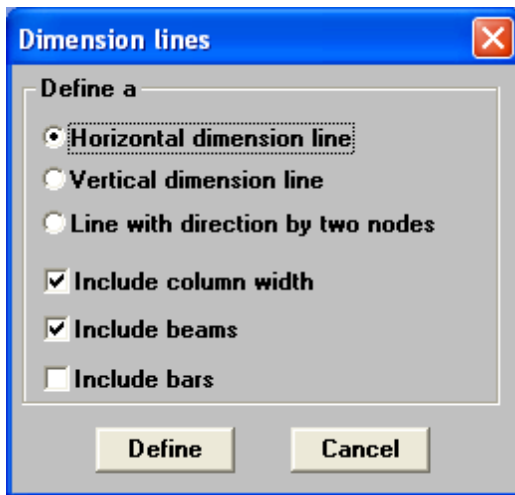 Dimension lines
Define a
Horizontal dimension line
Vertical dimension line
Line with direction by two nodes
Include column width
Include beams
Include bars
Define
Cancel